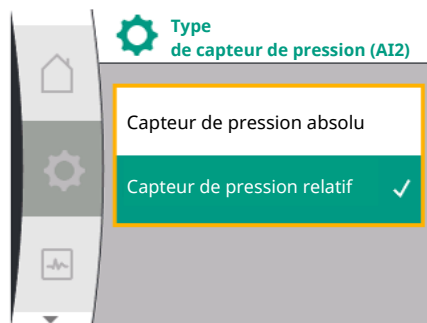 Type
de capteur de pression (AI2)
Capteur de pression absolu
Capteur de pression relatif